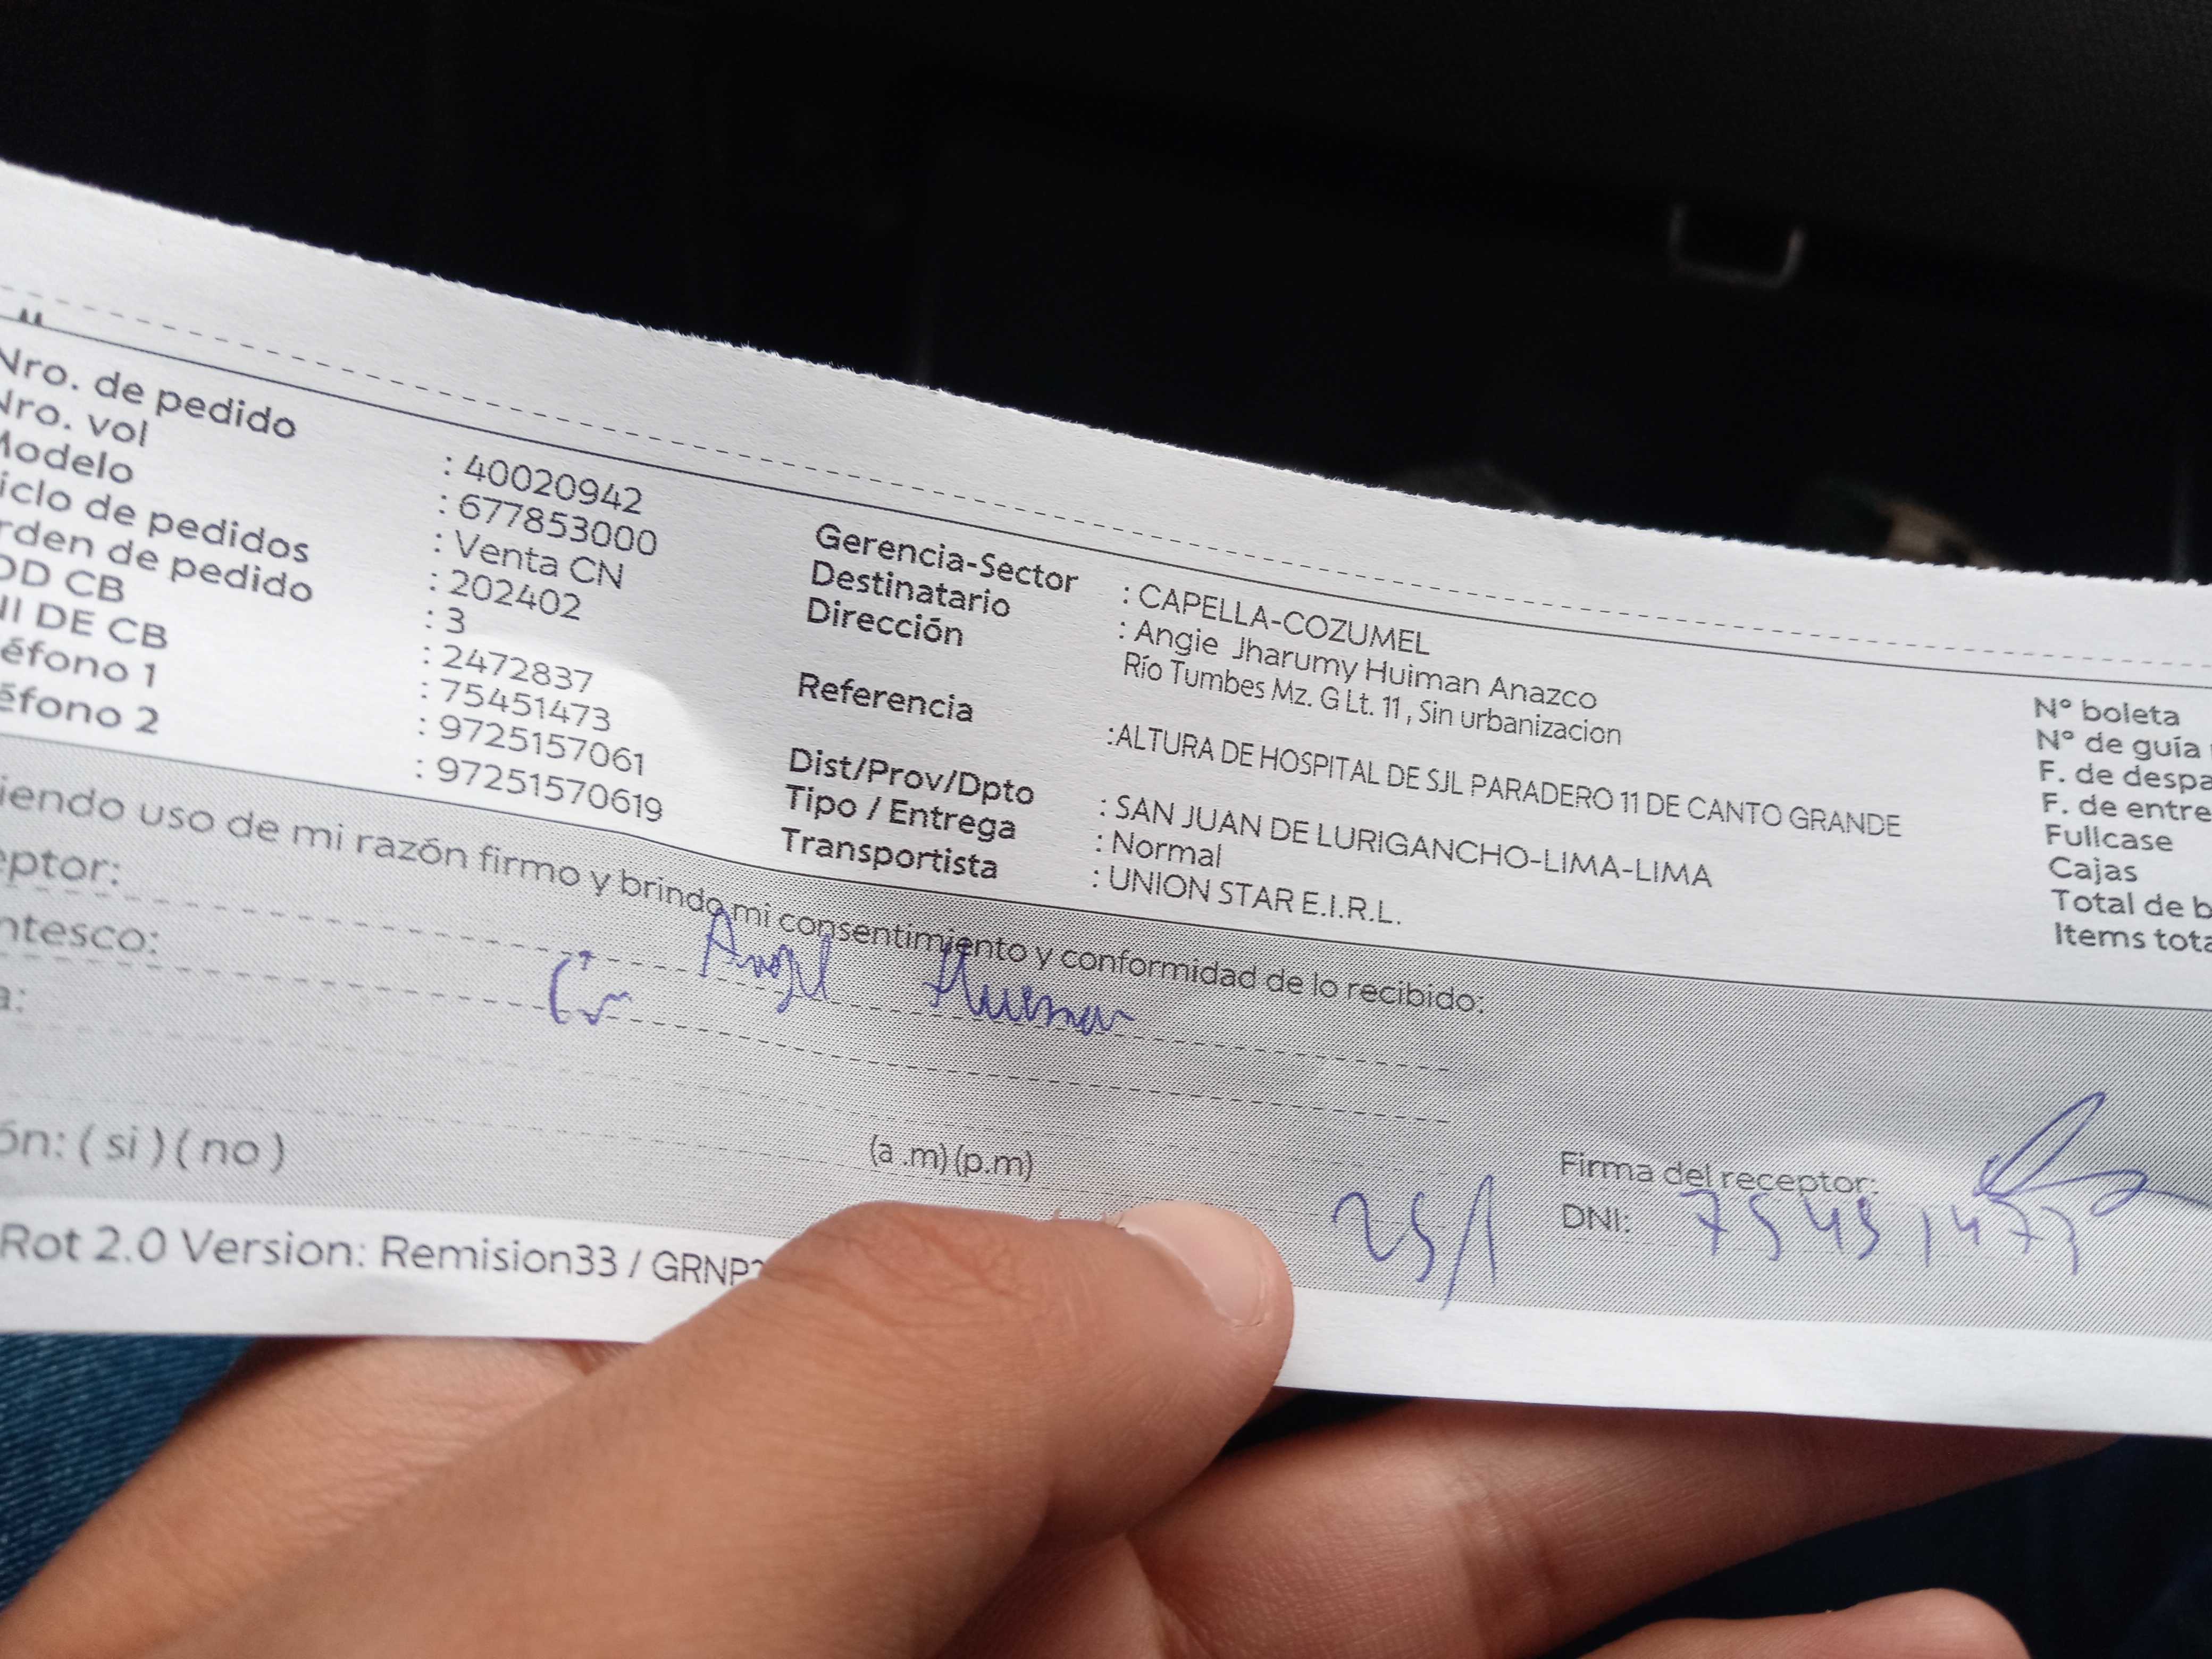 Nro. de pedido : 40020942
Nro. vol : 677853000
Modelo : Venta CN
iclo de pedidos : 202402
rden de pedido : 3
OD CB : 2472837
NI DE CB : 75451473
éfono 1 : 9725157061
éfono 2 : 97251570619
Gerencia-Sector : CAPELLA-COZUMEL
Destinatario : Angie Jharumy Huiman Anazco
Dirección Río Tumbes Mz. G Lt. 11 , Sin urbanizacion
Referencia :ALTURA DE HOSPITAL DE SJL PARADERO 11 DE CANTO GRANDE
Dist/Prov/Dpto : SAN JUAN DE LURIGANCHO-LIMA-LIMA
Tipo / Entrega : Normal
Transportista : UNION STAR E.I.R.L.
N° boleta
N° de guía
F. de despa
F. de entre
Fullcase
Cajas
Total de b
Items tota
iendo uso de mi razón firmo y brindo mi consentimiento y conformidad de lo recibido:
eptor: Angel Huiman
ntesco:
a:
ón: ( si ) ( no )
(a .m) (p.m)
25/1
Firma del receptor:
DNI: 75451473
Rot 2.0 Version: Remision33 / GRNP